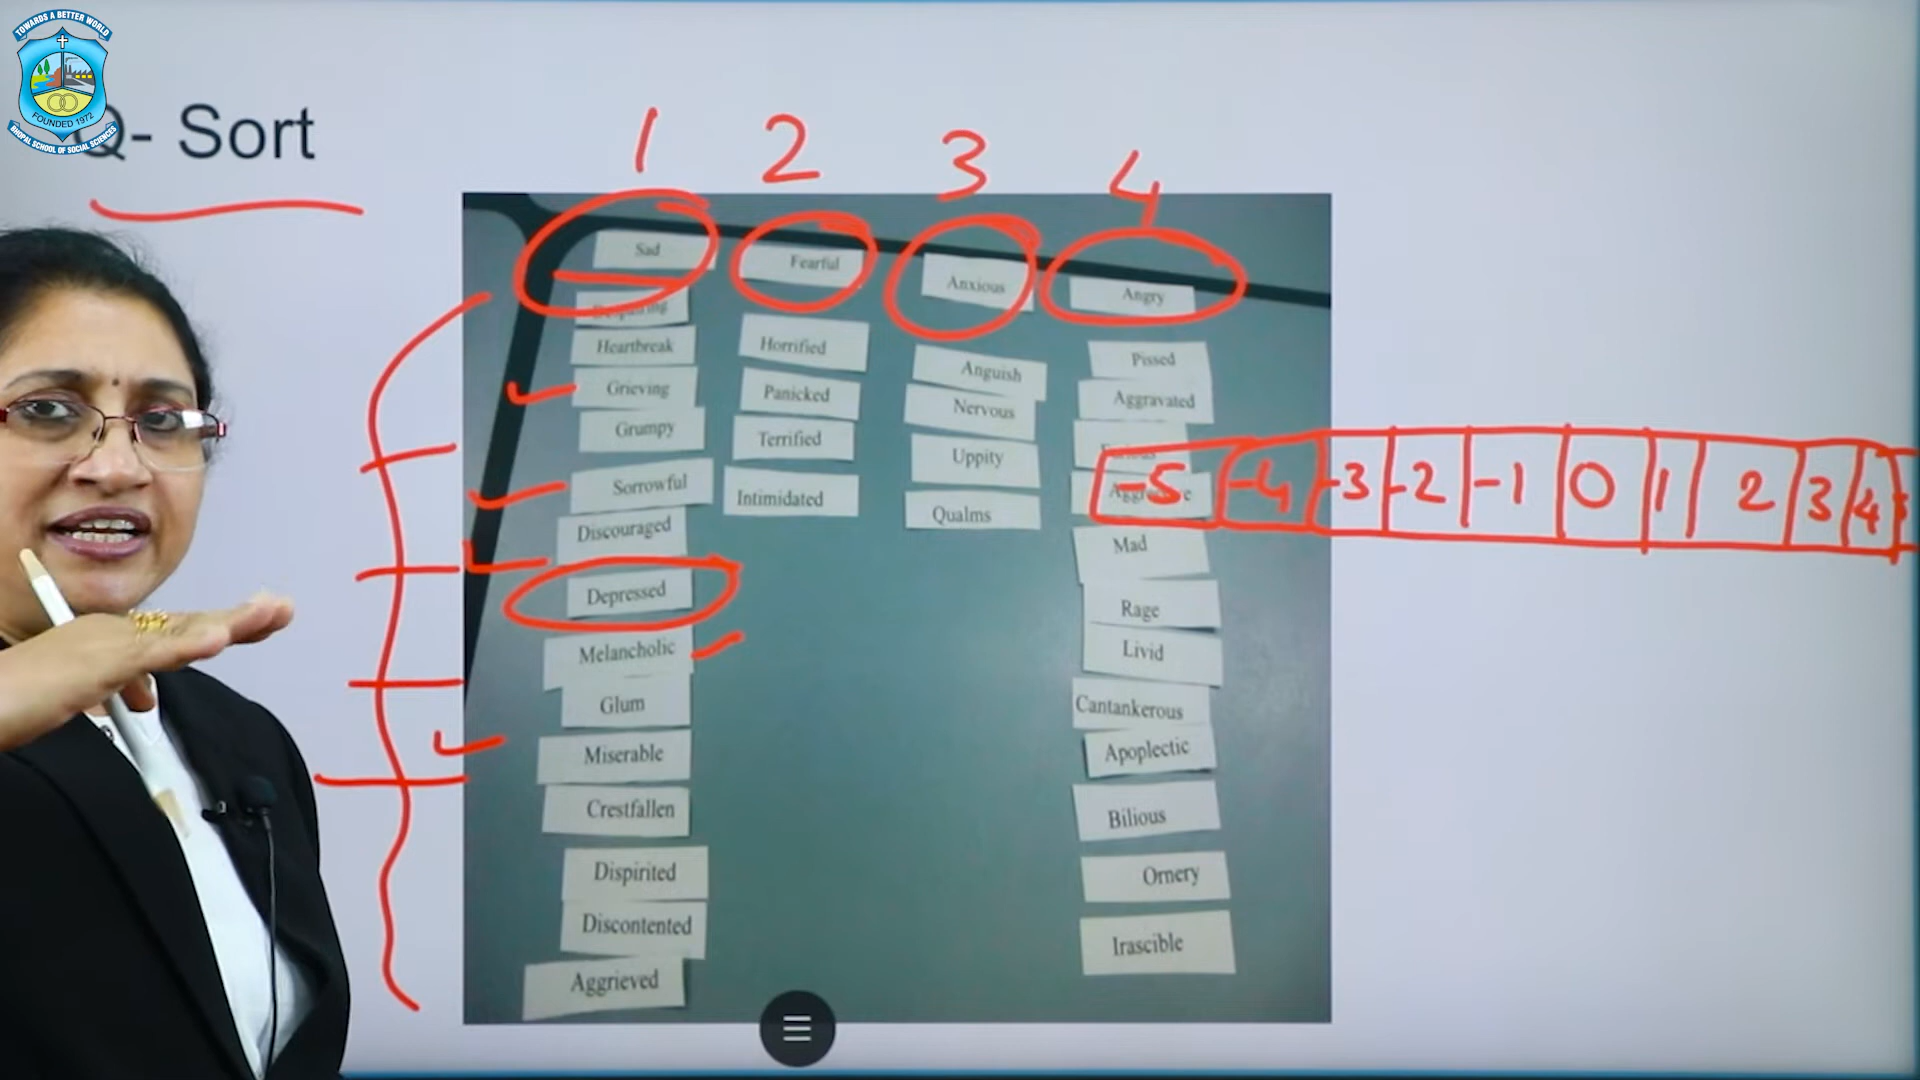 TOWARDS A BETTER WORLD
FOUNDED 1972
BHOPAL SCHOOL OF SOCIAL SCIENCES
Q- Sort
1 2 3 4
Sad
Despairing
Heartbreak
Grieving
Grumpy
Sorrowful
Discouraged
Depressed
Melancholic
Glum
Miserable
Crestfallen
Dispirited
Discontented
Aggrieved
Fearful
Horrified
Panicked
Terrified
Intimidated
Anxious
Anguish
Nervous
Uppity
Qualms
Angry
Pissed
Aggravated
Furious
Aggressive
Mad
Rage
Livid
Cantankerous
Apoplectic
Bilious
Ornery
Irascible
-5 -4 -3 -2 -1 0 1 2 3 4